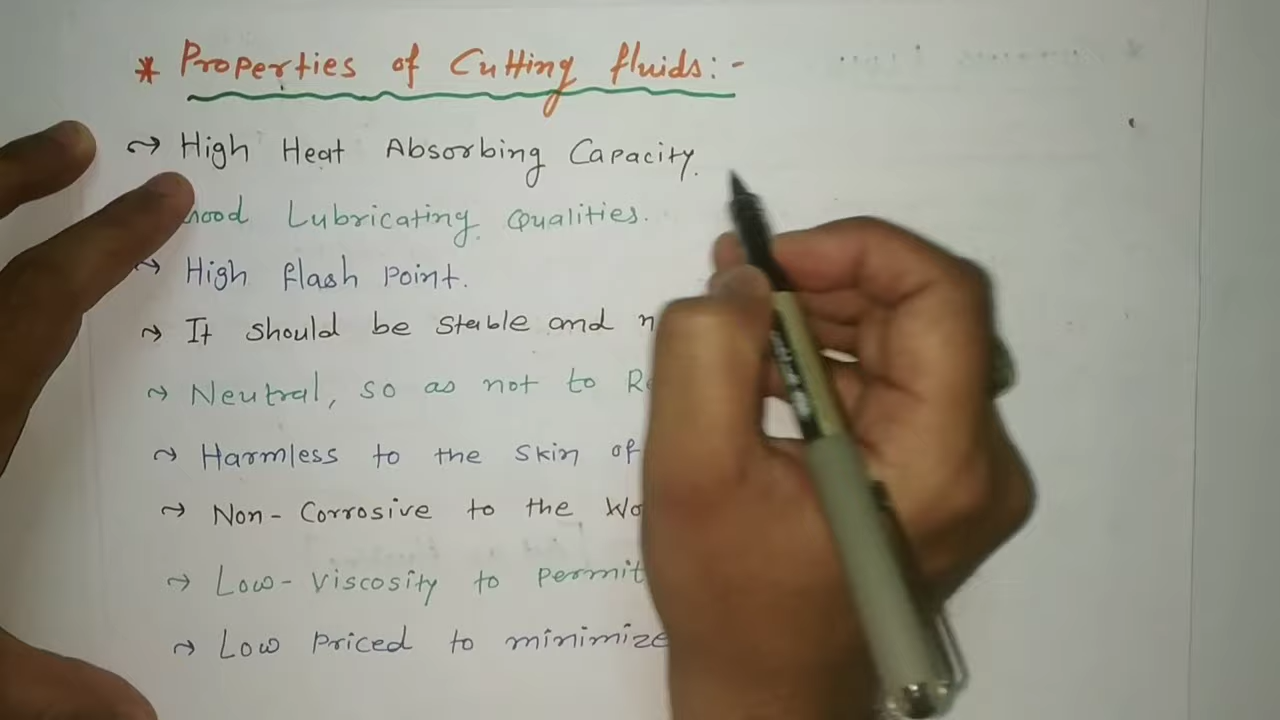 * Properties of Cutting fluids:-
~> High Heat Absorbing Capacity.
Lubricating Qualities.
~> High flash Point.
~> It should be stable and
~> Neutral, so as not to
~> Harmless to the skin of
~> Non-Corrosive to the
~> Low-Viscosity to Permit
~> Low Priced to minimize